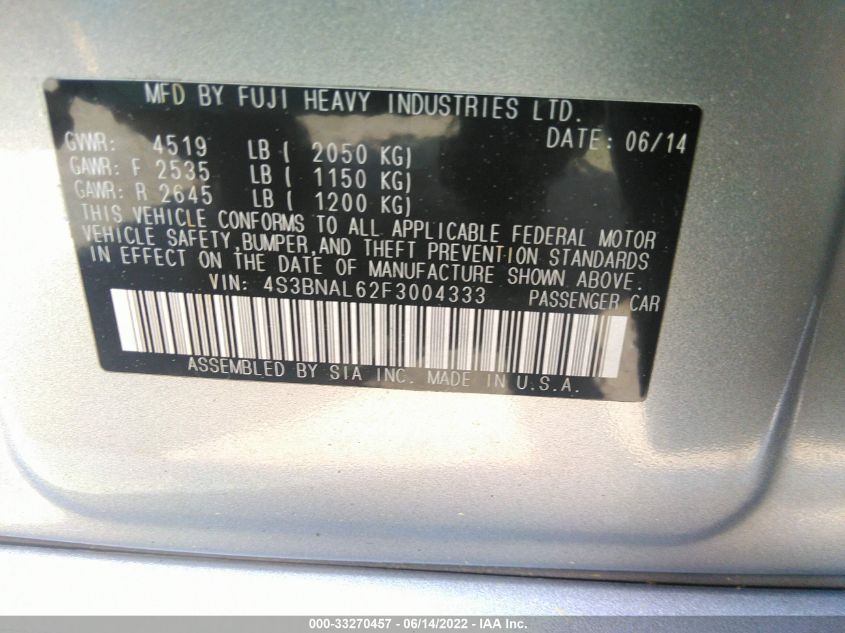 MFD BY FUJI HEAVY INDUSTRIES LTD.
DATE: 06/14
GVWR: 4519 LB ( 2050 KG)
GAWR: F 2535 LB ( 1150 KG)
GAWR: R 2645 LB ( 1200 KG)
THIS VEHICLE CONFORMS TO ALL APPLICABLE FEDERAL MOTOR
VEHICLE SAFETY, BUMPER, AND THEFT PREVENTION STANDARDS
IN EFFECT ON THE DATE OF MANUFACTURE SHOWN ABOVE.
VIN: 4S3BNAL62F3004333 PASSENGER CAR
ASSEMBLED BY SIA INC. MADE IN U.S.A.
000-33270457 - 06/14/2022 - IAA Inc.